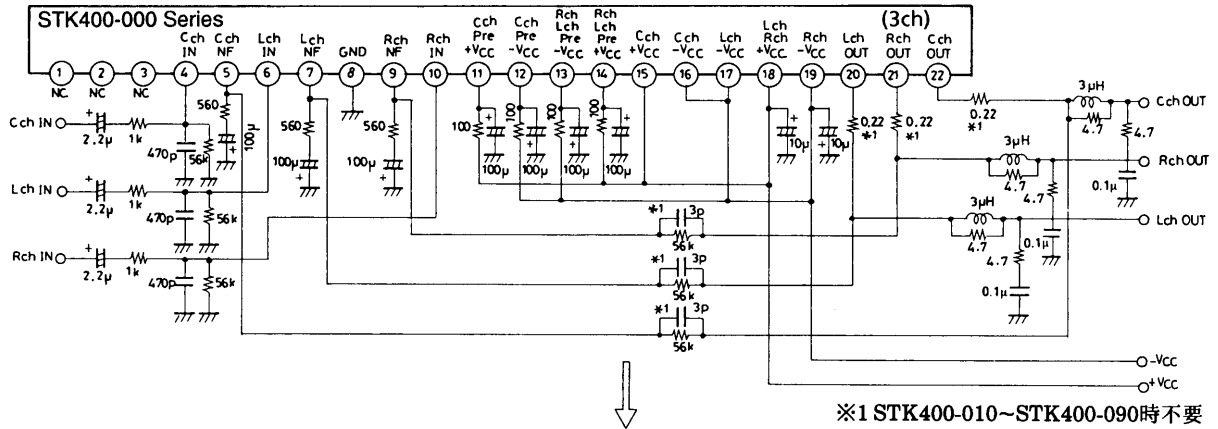 STK400-000 Series
(3ch)
Cch IN
Cch NF
Lch IN
Lch NF
GND
Rch NF
Rch IN
Cch Pre +VCC
Cch Pre -VCC
Rch Lch Pre -VCC
Rch Lch Pre +VCC
Cch +VCC
Cch -VCC
Lch -VCC
Lch Rch +VCC
Rch -VCC
Lch OUT
Rch OUT
Cch OUT
1 2 3 4 5 6 7 8 9 10 11 12 13 14 15 16 17 18 19 20 21 22
NC NC NC
Cch IN
+
2.2μ
1k
470p
56k
560
+
100μ
560
100μ
+
560
100μ
+
100
+
100μ
100
+
100μ
100
+
100μ
100
+
100μ
+
10μ
+
10μ
0.22
※1
0.22
※1
0.22
※1
3μH
4.7
4.7
Cch OUT
3μH
4.7
4.7
0.1μ
Rch OUT
Lch IN
+
2.2μ
1k
470p
56k
3μH
4.7
4.7
0.1μ
0.1μ
Lch OUT
Rch IN
+
2.2μ
1k
470p
56k
※1 3p
56k
※1 3p
56k
※1 3p
56k
-VCC
+VCC
※1 STK400-010~STK400-090時不要